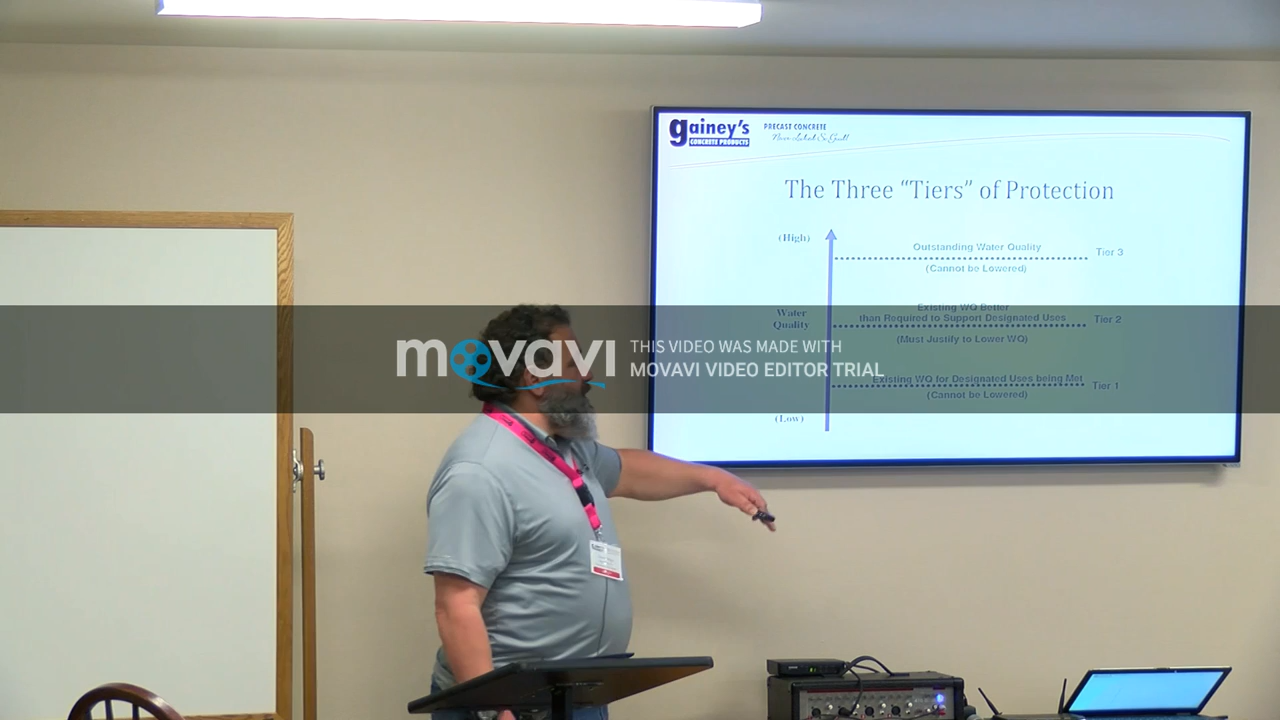 gainey's
CONCRETE PRODUCTS
PRECAST CONCRETE
The Three “Tiers” of Protection
(High)
Outstanding Water Quality
Tier 3
(Cannot be Lowered)
Existing WQ Better
than Required to Support Designated Uses
Water
Quality
Tier 2
(Must Justify to Lower WQ)
Existing WQ for Designated Uses being Met
Tier 1
(Cannot be Lowered)
(Low)
movavi
THIS VIDEO WAS MADE WITH
MOVAVI VIDEO EDITOR TRIAL